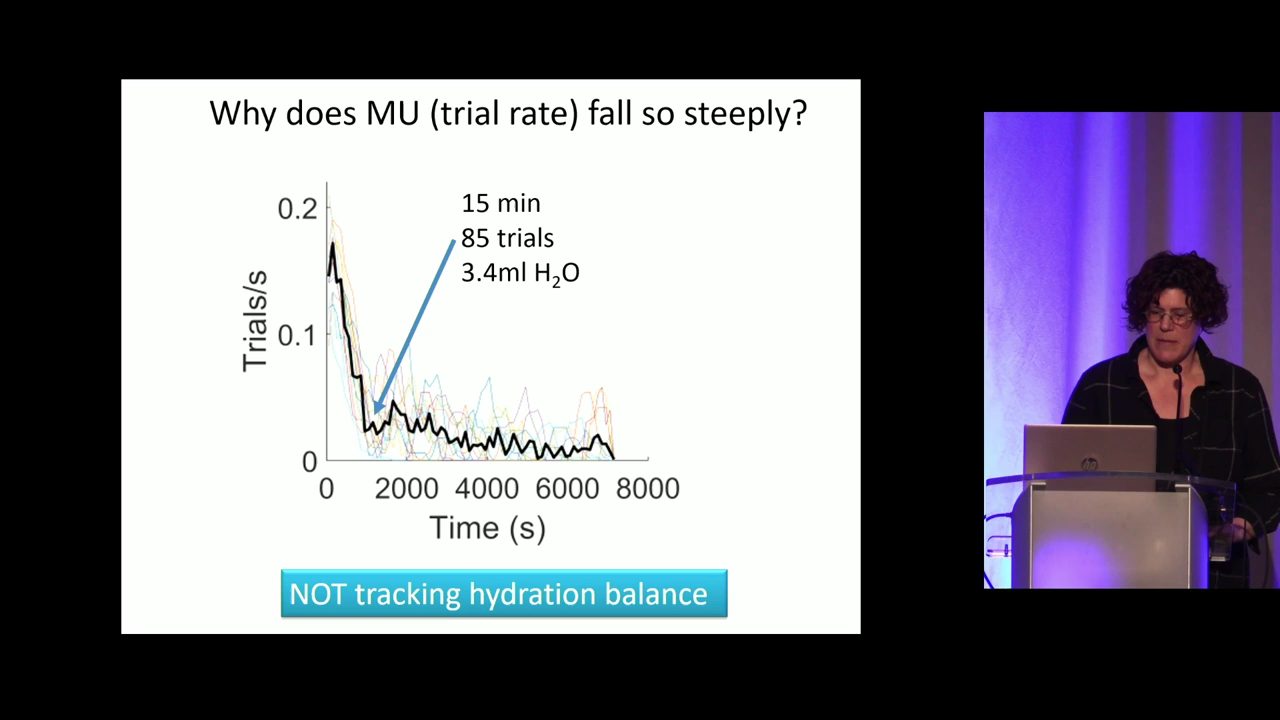 Why does MU (trial rate) fall so steeply?
15 min
85 trials
3.4ml H₂O
0.2
0.1
0
Trials/s
0 2000 4000 6000 8000
Time (s)
NOT tracking hydration balance
hp